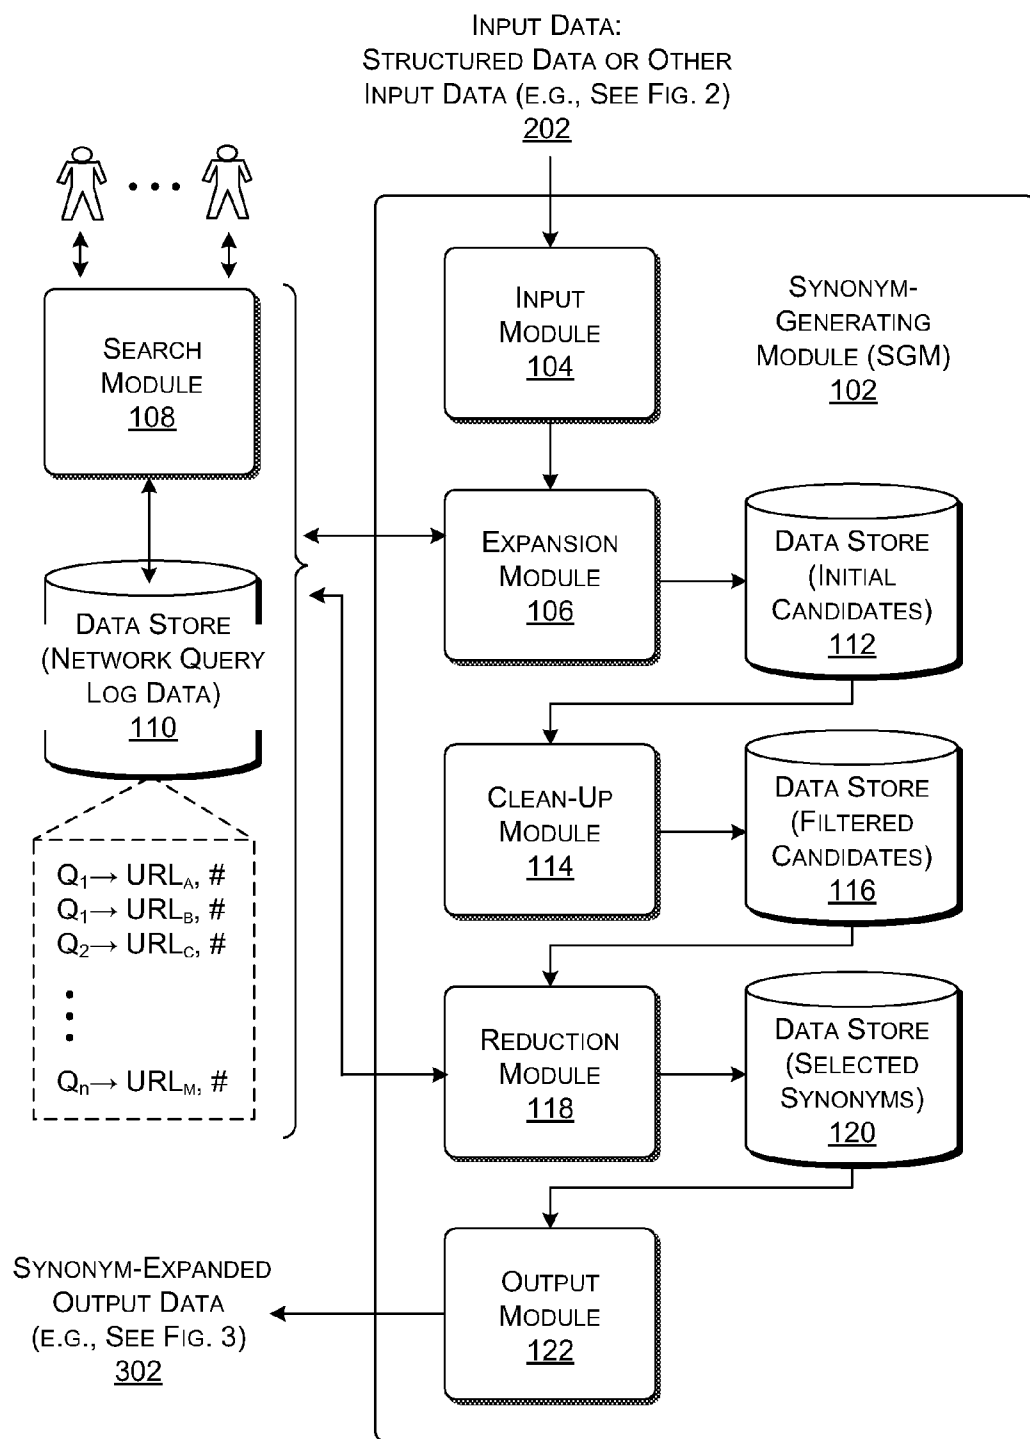 INPUT DATA:
STRUCTURED DATA OR OTHER
INPUT DATA (E.G., SEE FIG. 2)
202
SEARCH
MODULE
108
DATA STORE
(NETWORK QUERY
LOG DATA)
110
Q1→ URLA, #
Q1→ URLB, #
Q2→ URLC, #
Qn→ URLM, #
SYNONYM-
GENERATING
MODULE (SGM)
102
INPUT
MODULE
104
EXPANSION
MODULE
106
DATA STORE
(INITIAL
CANDIDATES)
112
CLEAN-UP
MODULE
114
DATA STORE
(FILTERED
CANDIDATES)
116
REDUCTION
MODULE
118
DATA STORE
(SELECTED
SYNONYMS)
120
OUTPUT
MODULE
122
SYNONYM-EXPANDED
OUTPUT DATA
(E.G., SEE FIG. 3)
302